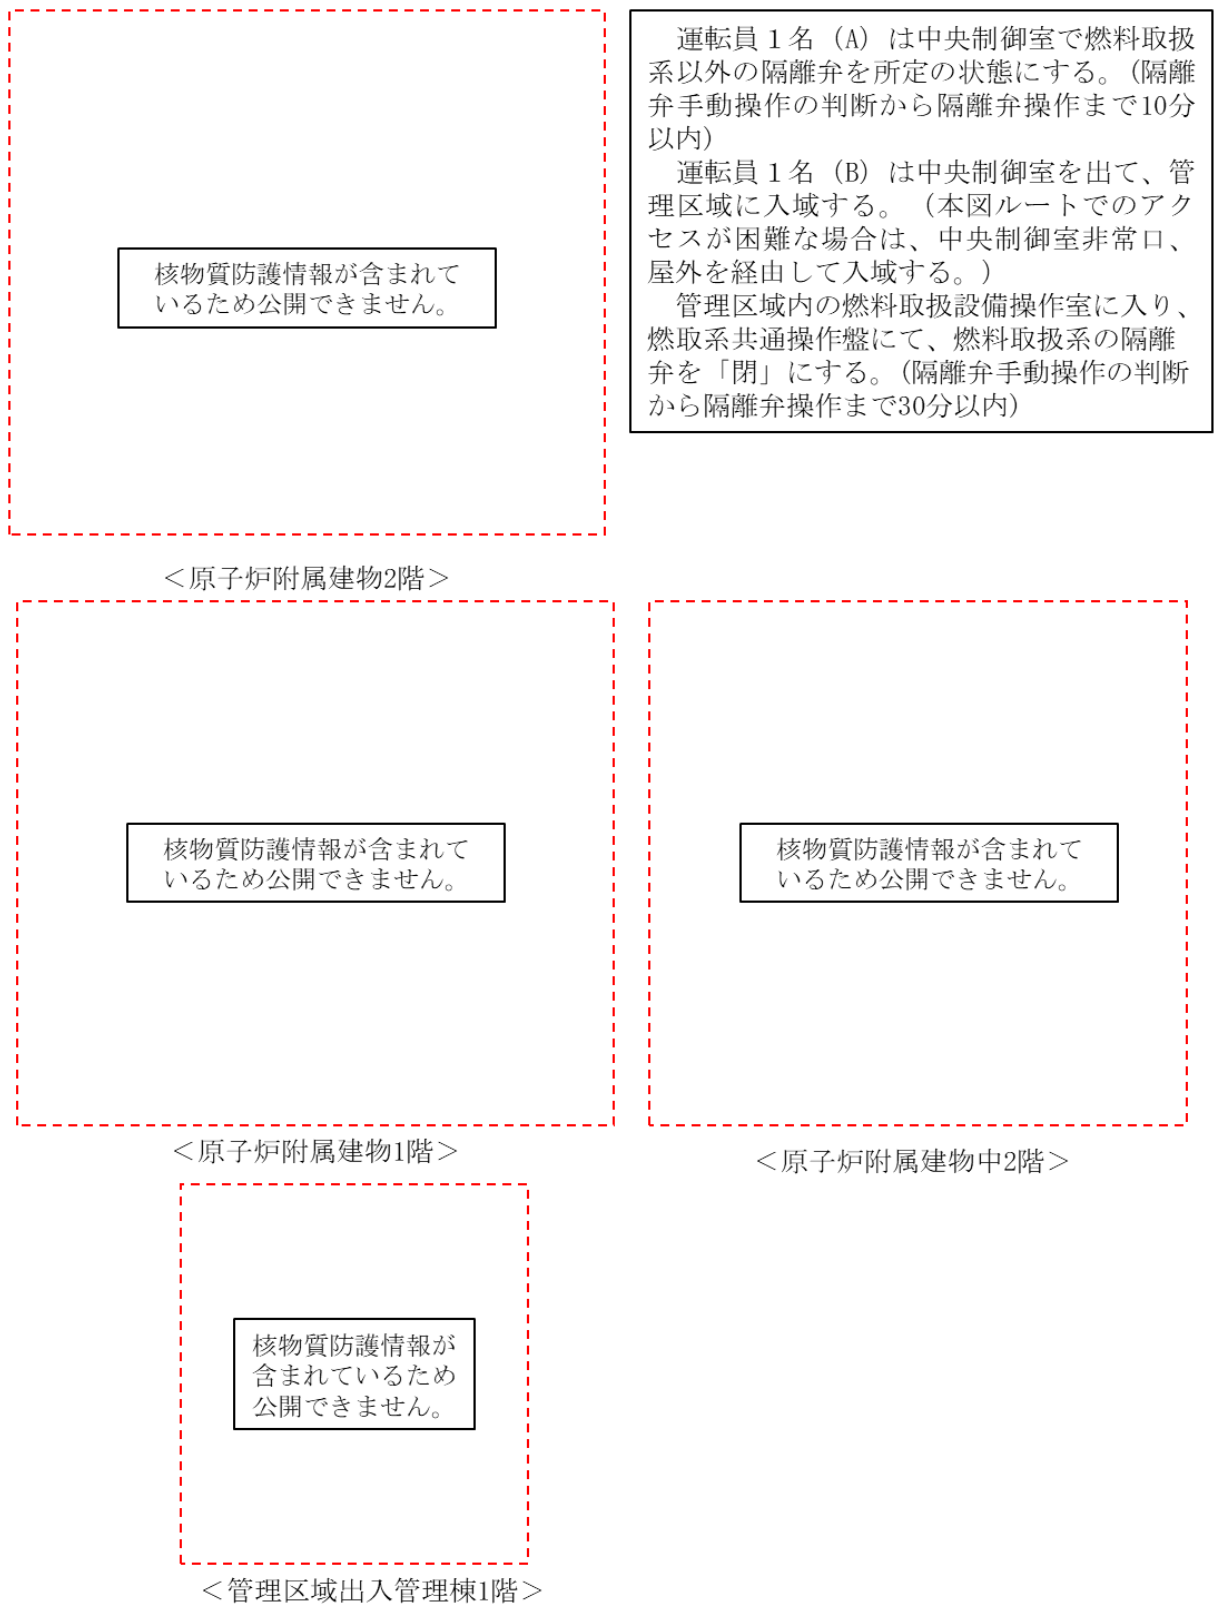 核物質防護情報が含まれて
いるため公開できません。
＜原子炉附属建物2階＞
運転員１名（A）は中央制御室で燃料取扱
系以外の隔離弁を所定の状態にする。（隔離
弁手動操作の判断から隔離弁操作まで10分
以内）
運転員１名（B）は中央制御室を出て、管
理区域に入域する。（本図ルートでのアク
セスが困難な場合は、中央制御室非常口、
屋外を経由して入域する。）
管理区域内の燃料取扱設備操作室に入り、
燃取系共通操作盤にて、燃料取扱系の隔離
弁を「閉」にする。（隔離弁手動操作の判断
から隔離弁操作まで30分以内）
核物質防護情報が含まれて
いるため公開できません。
＜原子炉附属建物1階＞
核物質防護情報が含まれて
いるため公開できません。
＜原子炉附属建物中2階＞
核物質防護情報が
含まれているため
公開できません。
＜管理区域出入管理棟1階＞